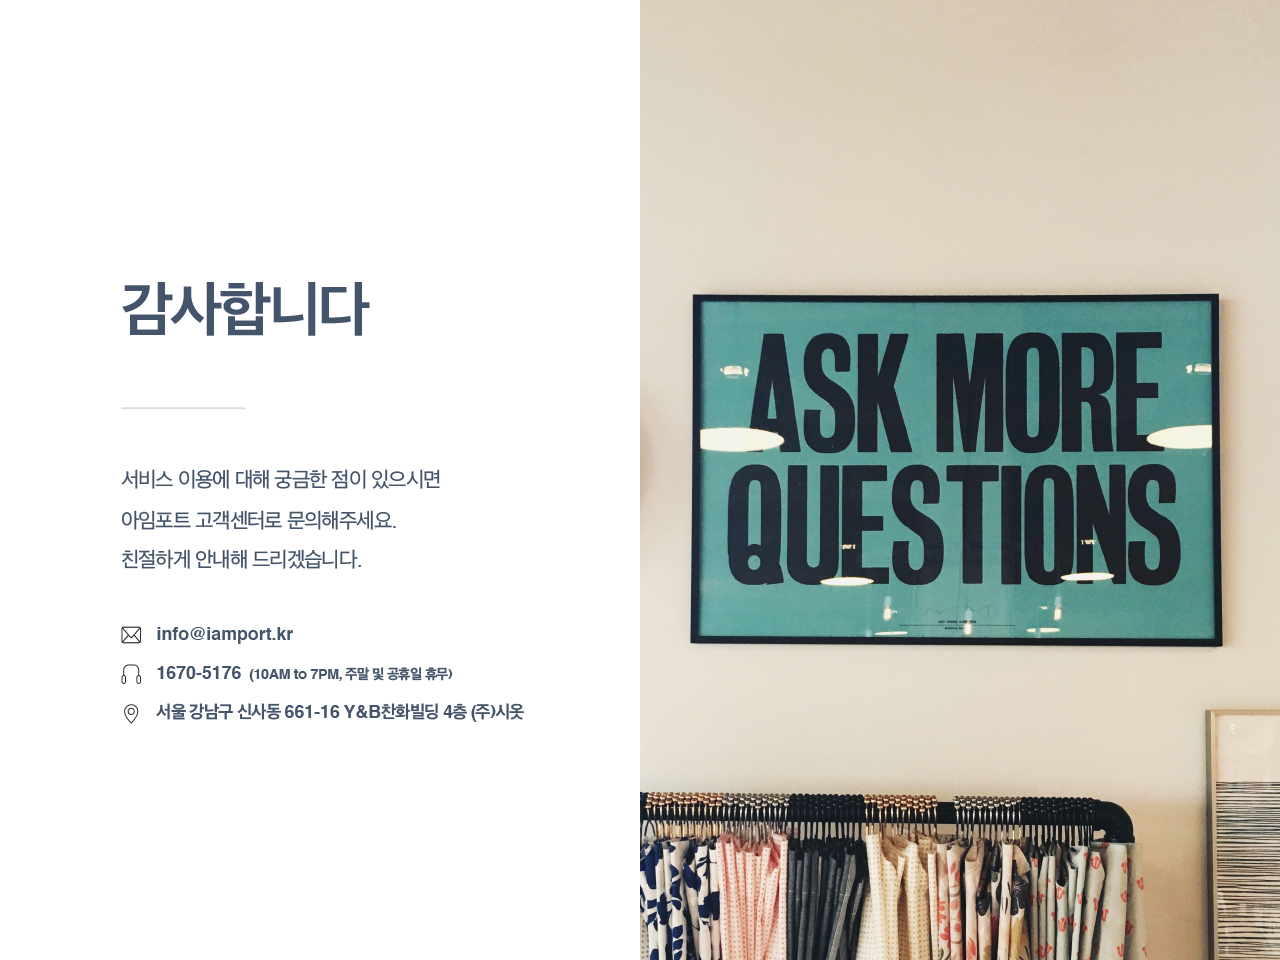 감사합니다
서비스 이용에 대해 궁금한 점이 있으시면
아임포트 고객센터로 문의해주세요.
친절하게 안내해 드리겠습니다.
info@iamport.kr
1670-5176 (10AM to 7PM, 주말 및 공휴일 휴무)
서울 강남구 신사동 661-16 Y&B찬화빌딩 4층 (주)시옷
ASK MORE
QUESTIONS